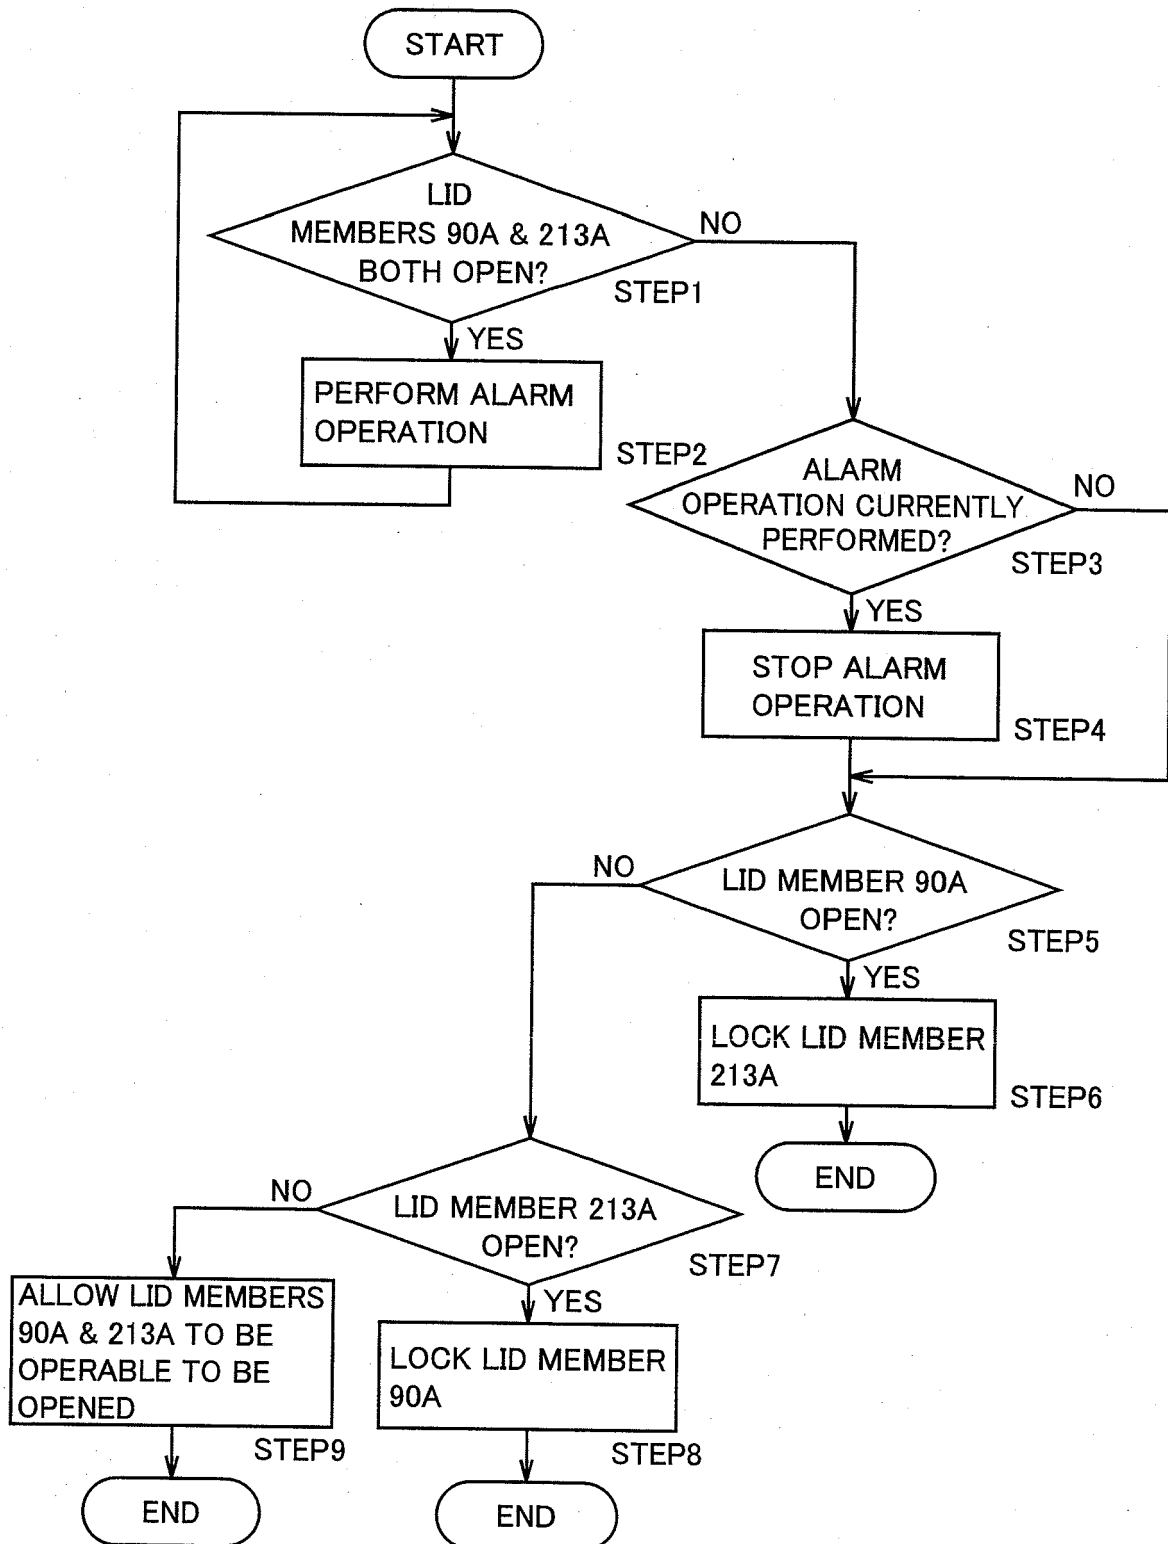 START
LID
MEMBERS 90A & 213A
BOTH OPEN?
NO
STEP1
YES
PERFORM ALARM
OPERATION
STEP2
ALARM
OPERATION CURRENTLY
PERFORMED?
NO
STEP3
YES
STOP ALARM
OPERATION
STEP4
NO
LID MEMBER 90A
OPEN?
STEP5
YES
LOCK LID MEMBER
213A
STEP6
END
NO
LID MEMBER 213A
OPEN?
STEP7
YES
ALLOW LID MEMBERS
90A & 213A TO BE
OPERABLE TO BE
OPENED
STEP9
LOCK LID MEMBER
90A
STEP8
END
END